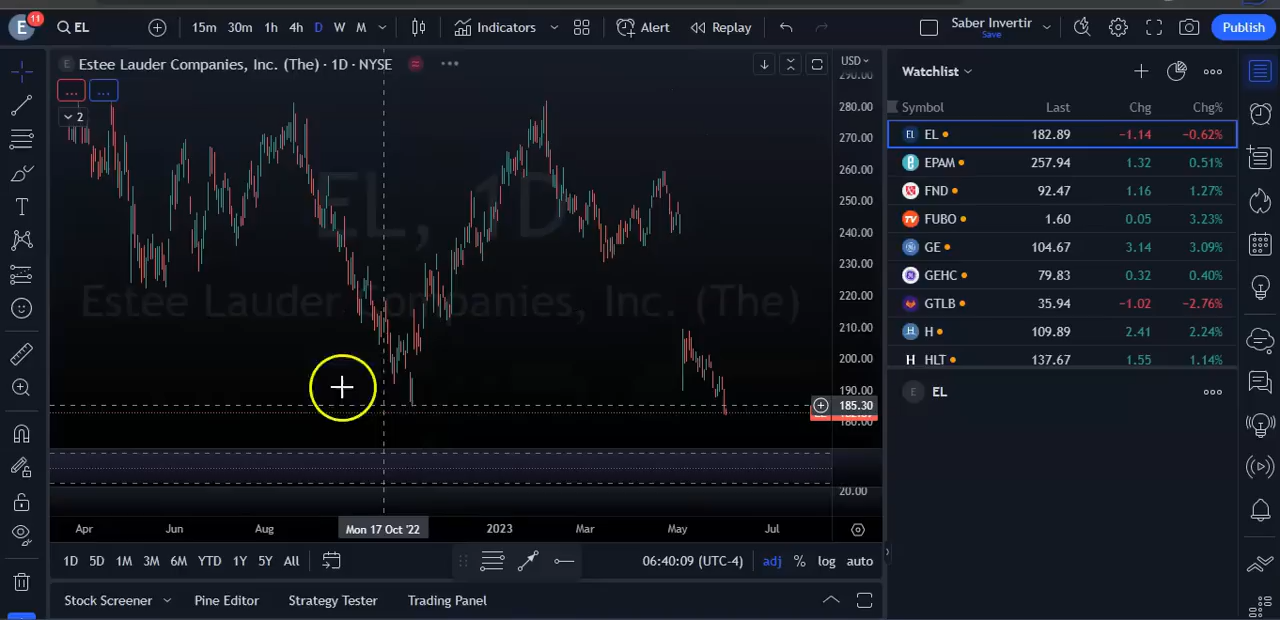 E 11 EL 15m 30m 1h 4h D W M Indicators Alert Replay Saber Invertir Publish
Save
E Estee Lauder Companies, Inc. (The) · 1D · NYSE USD
... ...
2
EL, 1D
Estee Lauder Companies, Inc. (The)
290.00
280.00
270.00
260.00
250.00
240.00
230.00
220.00
210.00
200.00
190.00
185.30
180.00
20.00
Apr Jun Aug Mon 17 Oct '22 2023 Mar May Jul
1D 5D 1M 3M 6M YTD 1Y 5Y All 06:40:09 (UTC-4) adj % log auto
Stock Screener Pine Editor Strategy Tester Trading Panel
Watchlist
Symbol Last Chg Chg%
EL EL 182.89 −1.14 −0.62%
EPAM 257.94 1.32 0.51%
FND 92.47 1.16 1.27%
TV FUBO 1.60 0.05 3.23%
GE 104.67 3.14 3.09%
GEHC 79.83 0.32 0.40%
GTLB 35.94 −1.02 −2.76%
H H 109.89 2.41 2.24%
H HLT 137.67 1.55 1.14%
E EL